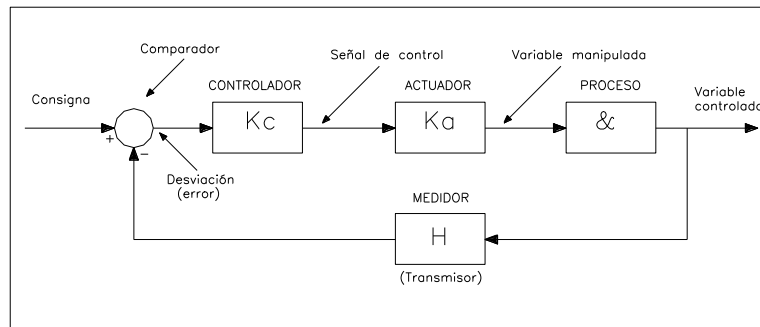 Comparador
Señal de control
Variable manipulada
CONTROLADOR
ACTUADOR
PROCESO
Variable
controlada
Consigna
Kc
Ka
&
+
-
Desviación
(error)
MEDIDOR
H
(Transmisor)